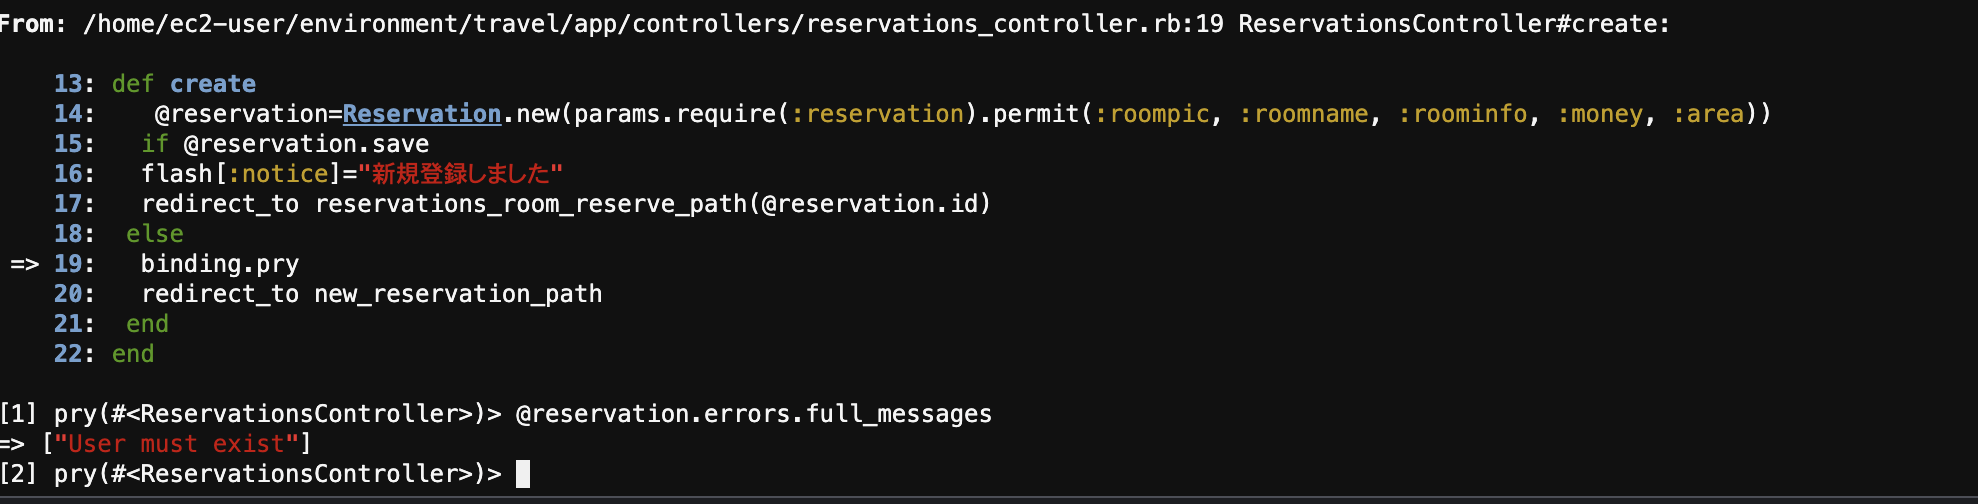 From: /home/ec2-user/environment/travel/app/controllers/reservations_controller.rb:19 ReservationsController#create:
13: def create
14: @reservation=Reservation.new(params.require(:reservation).permit(:roompic, :roomname, :roominfo, :money, :area))
15: if @reservation.save
16: flash[:notice]="新規登録しました"
17: redirect_to reservations_room_reserve_path(@reservation.id)
18: else
=> 19: binding.pry
20: redirect_to new_reservation_path
21: end
22: end
[1] pry(#<ReservationsController>)> @reservation.errors.full_messages
=> ["User must exist"]
[2] pry(#<ReservationsController>)>